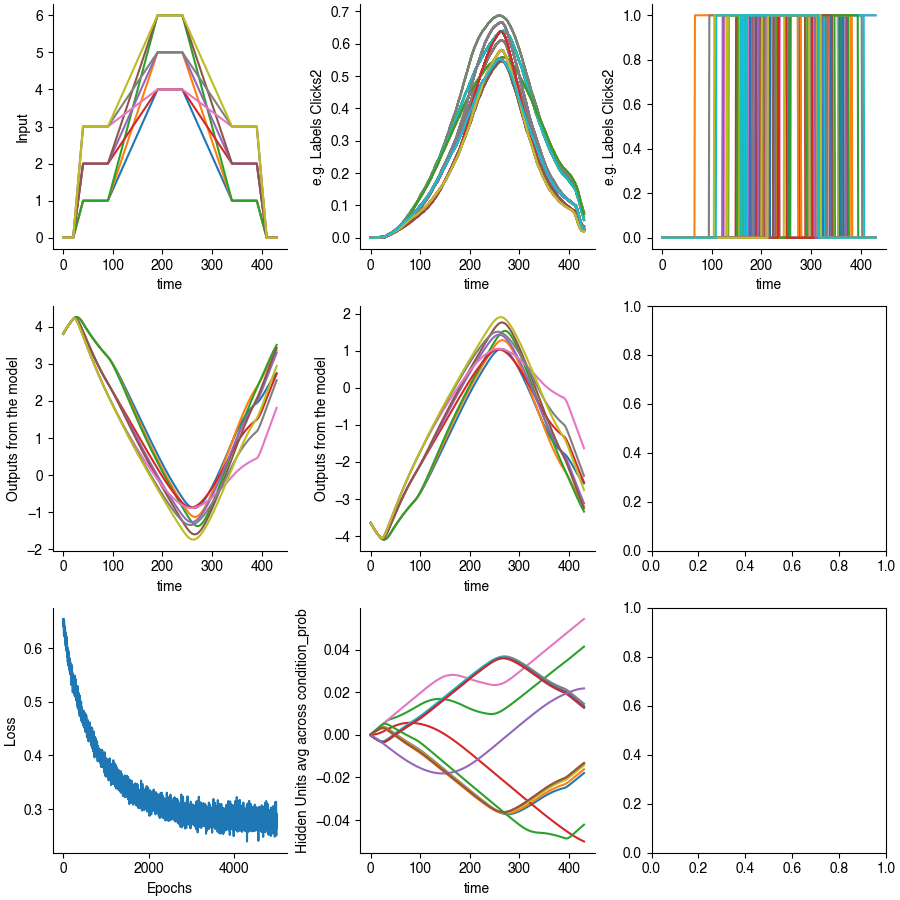 6
5
4
3
2
1
0
Input
0 100 200 300 400
time
0.7
0.6
0.5
0.4
0.3
0.2
0.1
0.0
e.g. Labels Clicks2
0 100 200 300 400
time
1.0
0.8
0.6
0.4
0.2
0.0
e.g. Labels Clicks2
0 100 200 300 400
time
4
3
2
1
0
−1
−2
Outputs from the model
0 100 200 300 400
time
2
1
0
−1
−2
−3
−4
Outputs from the model
0 100 200 300 400
time
1.0
0.8
0.6
0.4
0.2
0.0
0.0 0.2 0.4 0.6 0.8 1.0
0.6
0.5
0.4
0.3
Loss
0 2000 4000
Epochs
0.04
0.02
0.00
−0.02
−0.04
Hidden Units avg across condition_prob
0 100 200 300 400
time
1.0
0.8
0.6
0.4
0.2
0.0
0.0 0.2 0.4 0.6 0.8 1.0